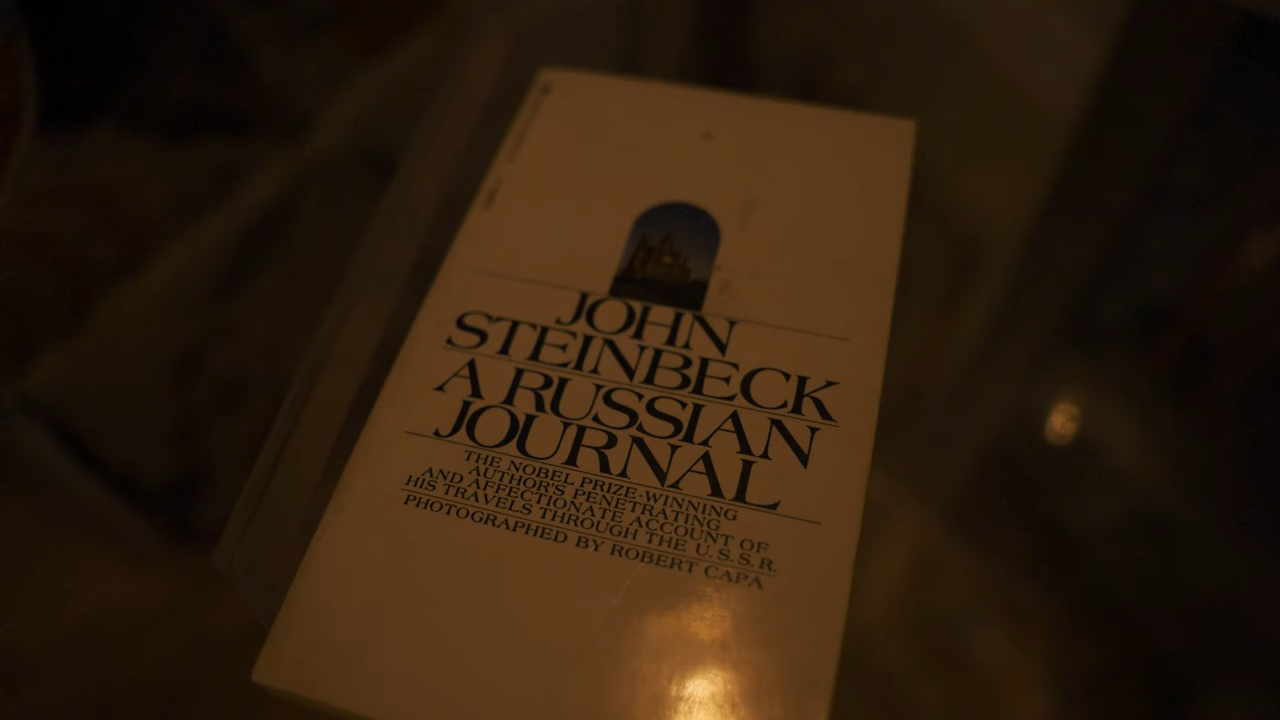 JOHN
STEINBECK
A RUSSIAN
JOURNAL
THE NOBEL PRIZE-WINNING
AUTHOR'S PENETRATING
AND AFFECTIONATE ACCOUNT OF
HIS TRAVELS THROUGH THE U.S.S.R.
PHOTOGRAPHED BY ROBERT CAPA